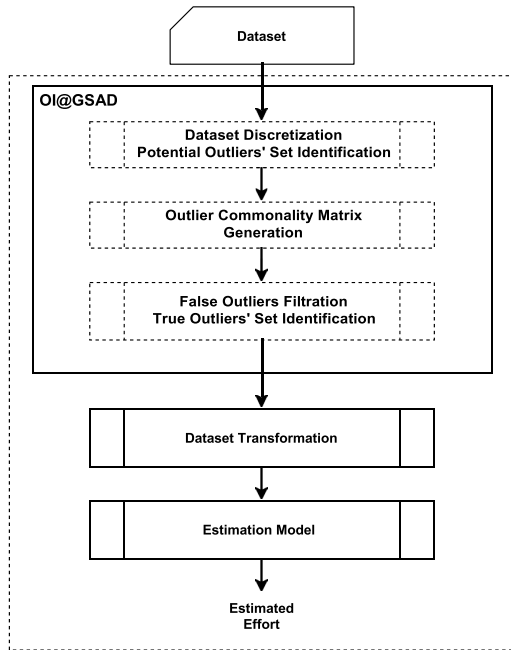 Dataset
OI@GSAD
Dataset Discretization
Potential Outliers' Set Identification
Outlier Commonality Matrix
Generation
False Outliers Filtration
True Outliers' Set Identification
Dataset Transformation
Estimation Model
Estimated
Effort